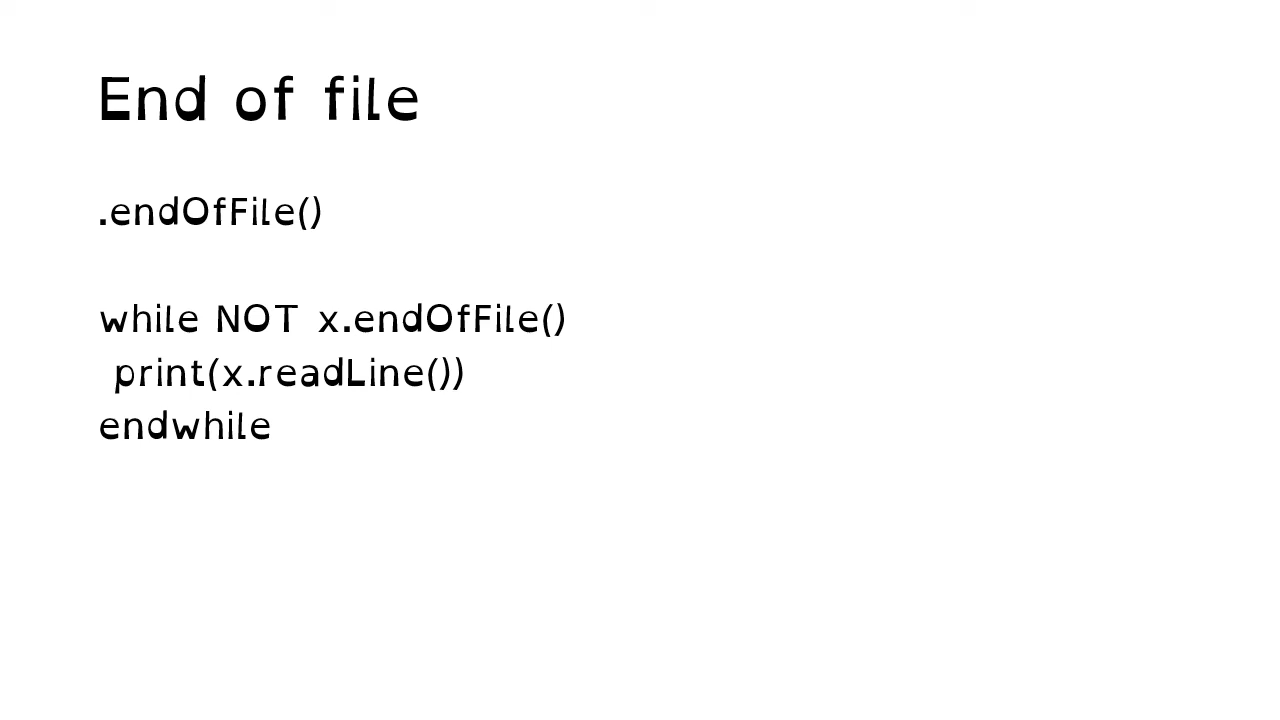 End of file
.endOfFile()
while NOT x.endOfFile()
print(x.readLine())
endwhile